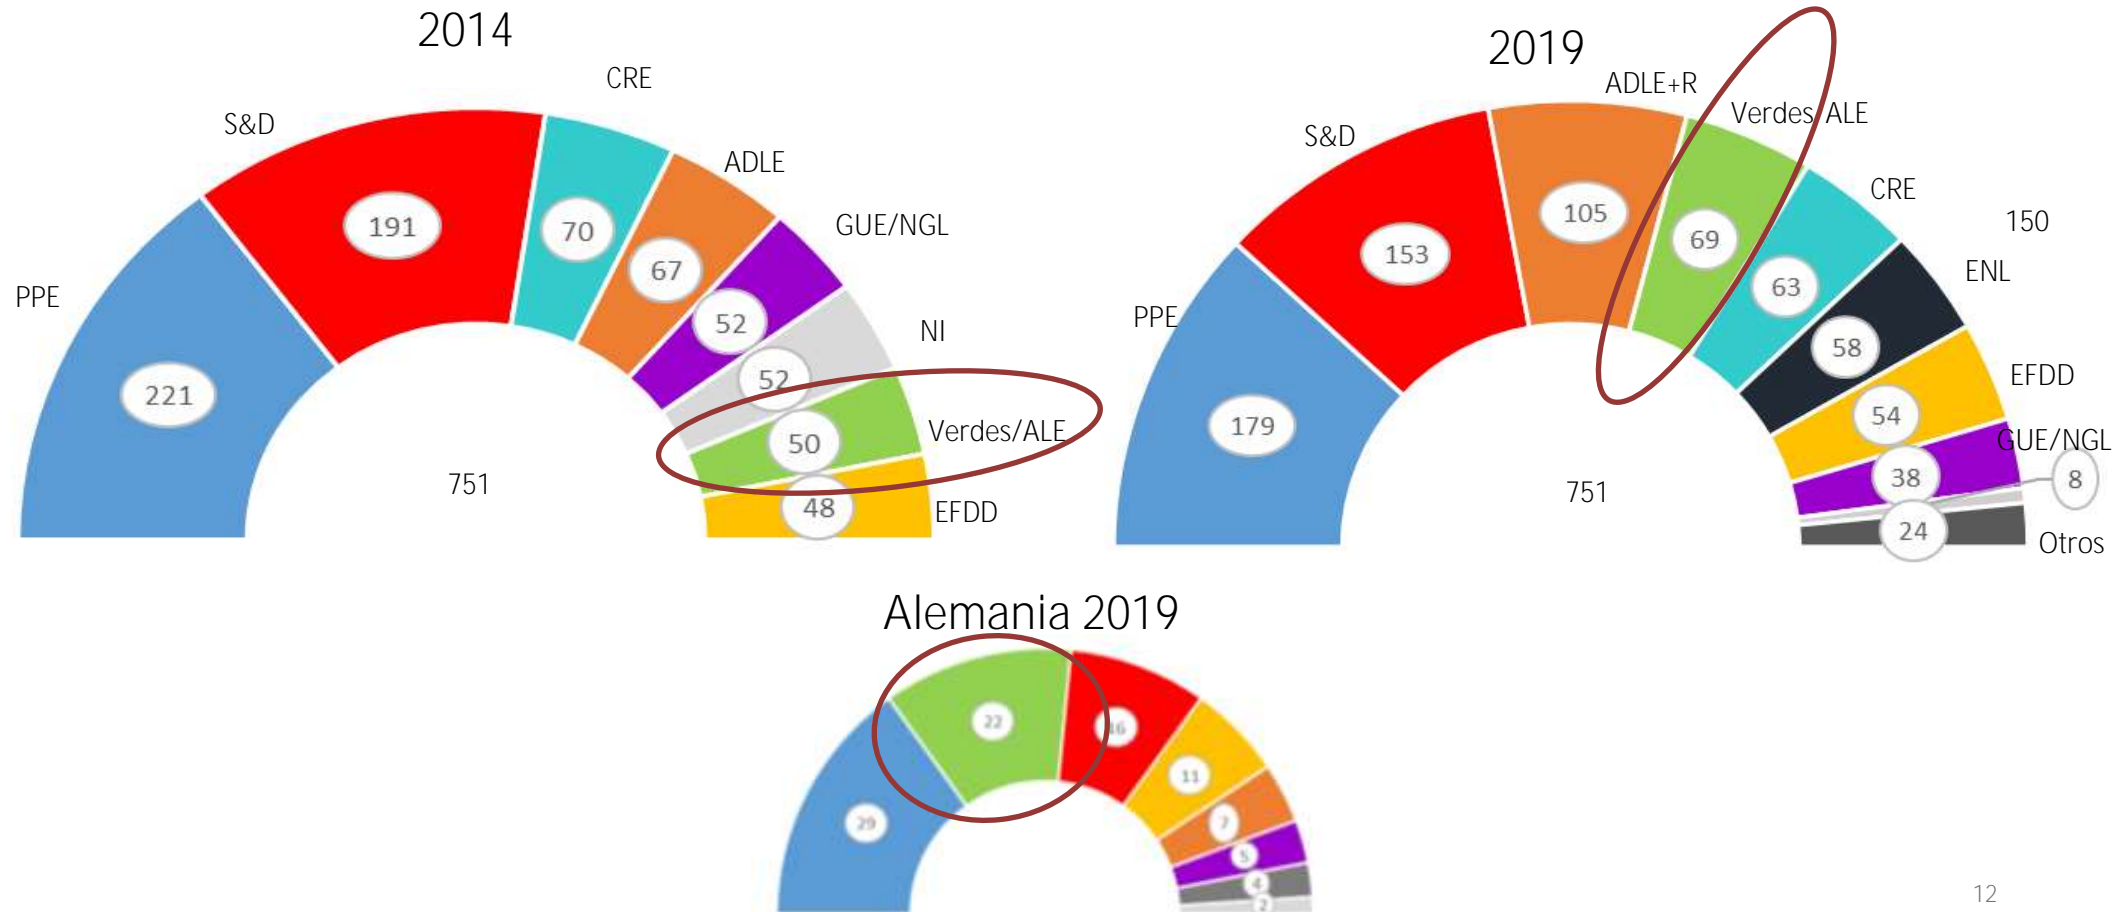 2014
CRE
S&D
ADLE
GUE/NGL
PPE
NI
Verdes/ALE
EFDD
221
191
70
67
52
52
50
48
751
2019
ADLE+R
Verdes/ALE
S&D
CRE
150
ENL
PPE
EFDD
GUE/NGL
Otros
179
153
105
69
63
58
54
38
8
24
751
Alemania 2019
29
22
16
11
7
5
4
2
12